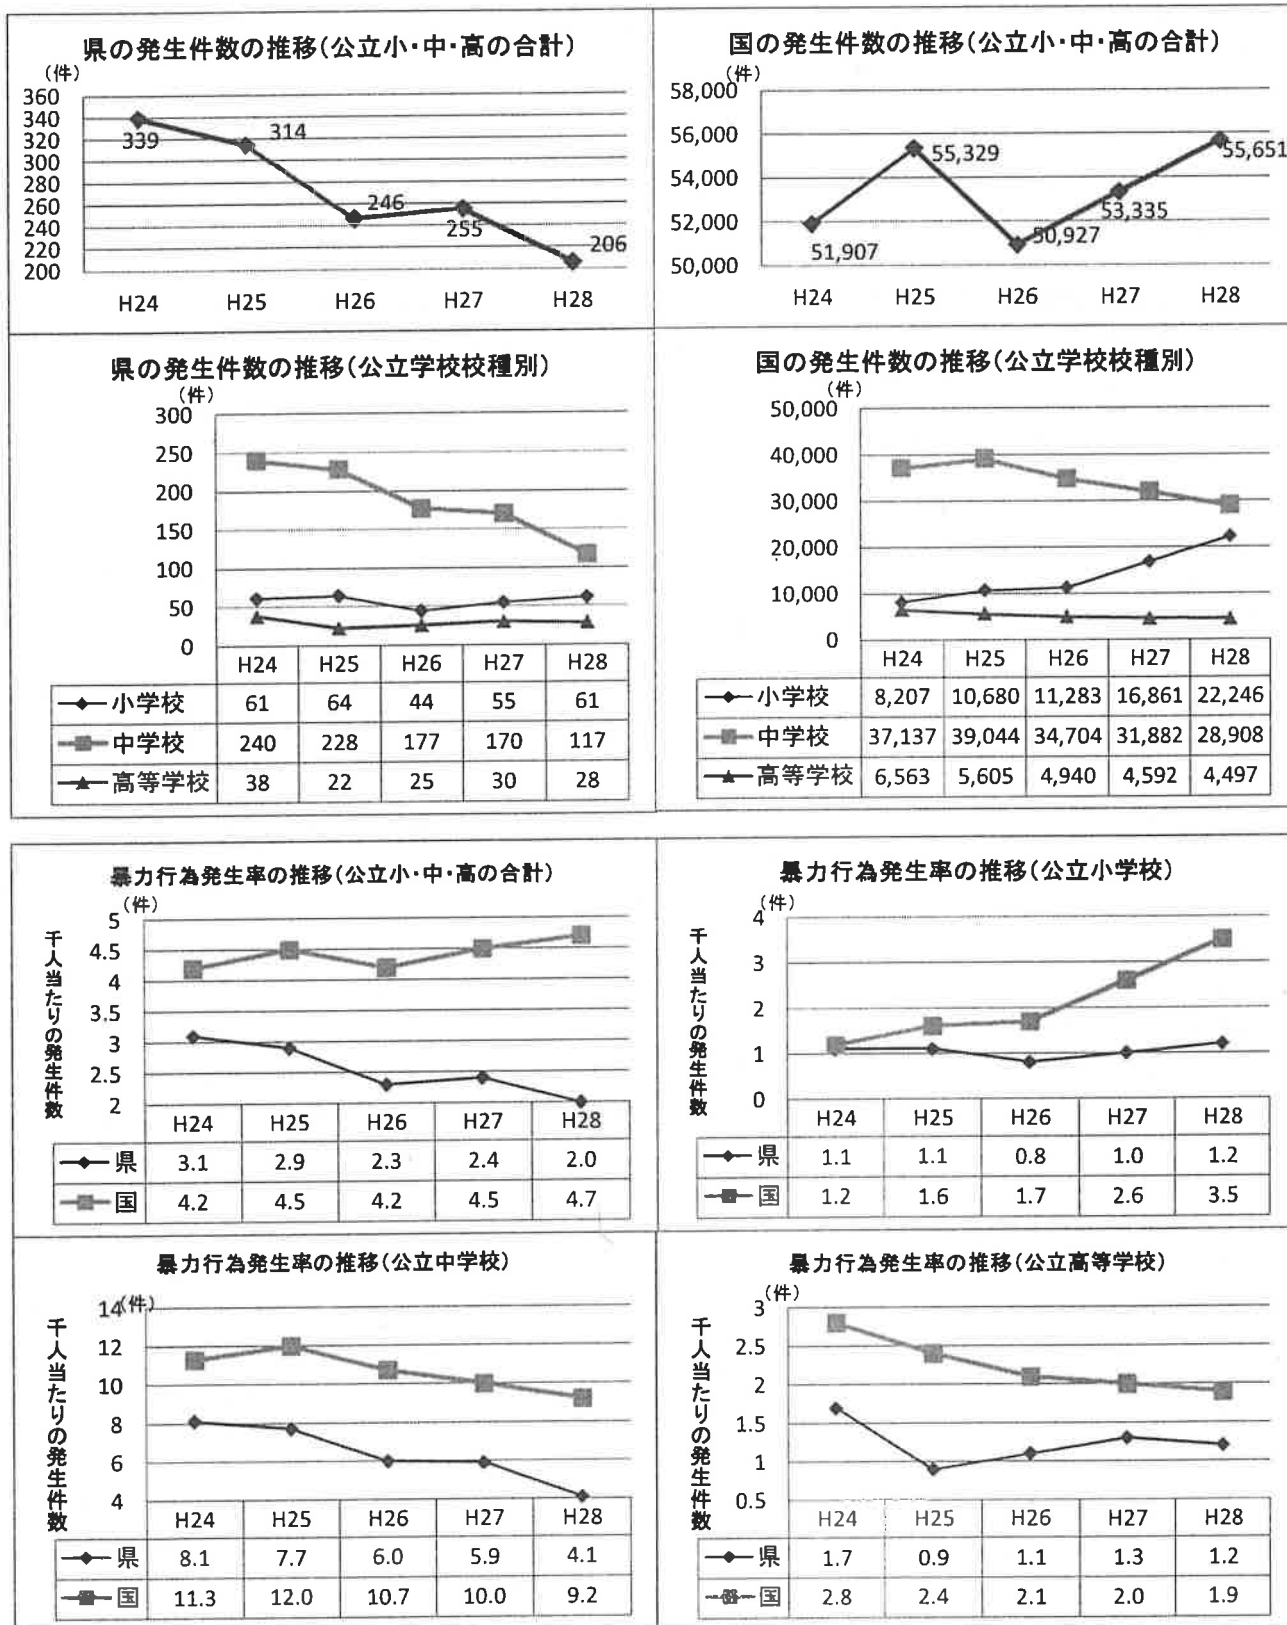 県の発生件数の推移(公立小・中・高の合計)
(件)
360
340
320
300
280
260
240
220
200
339
314
246
255
206
H24 H25 H26 H27 H28
国の発生件数の推移(公立小・中・高の合計)
(件)
58,000
56,000
54,000
52,000
50,000
51,907
55,329
50,927
53,335
55,651
H24 H25 H26 H27 H28
県の発生件数の推移(公立学校校種別)
(件)
300
250
200
150
100
50
0
H24 H25 H26 H27 H28
小学校 61 64 44 55 61
中学校 240 228 177 170 117
高等学校 38 22 25 30 28
国の発生件数の推移(公立学校校種別)
(件)
50,000
40,000
30,000
20,000
10,000
0
H24 H25 H26 H27 H28
小学校 8,207 10,680 11,283 16,861 22,246
中学校 37,137 39,044 34,704 31,882 28,908
高等学校 6,563 5,605 4,940 4,592 4,497
暴力行為発生率の推移(公立小・中・高の合計)
(件)
千人当たりの発生件数
5
4.5
4
3.5
3
2.5
2
H24 H25 H26 H27 H28
県 3.1 2.9 2.3 2.4 2.0
国 4.2 4.5 4.2 4.5 4.7
暴力行為発生率の推移(公立小学校)
(件)
千人当たりの発生件数
4
3
2
1
0
H24 H25 H26 H27 H28
県 1.1 1.1 0.8 1.0 1.2
国 1.2 1.6 1.7 2.6 3.5
暴力行為発生率の推移(公立中学校)
(件)
千人当たりの発生件数
14
12
10
8
6
4
H24 H25 H26 H27 H28
県 8.1 7.7 6.0 5.9 4.1
国 11.3 12.0 10.7 10.0 9.2
暴力行為発生率の推移(公立高等学校)
(件)
千人当たりの発生件数
3
2.5
2
1.5
1
0.5
H24 H25 H26 H27 H28
県 1.7 0.9 1.1 1.3 1.2
国 2.8 2.4 2.1 2.0 1.9